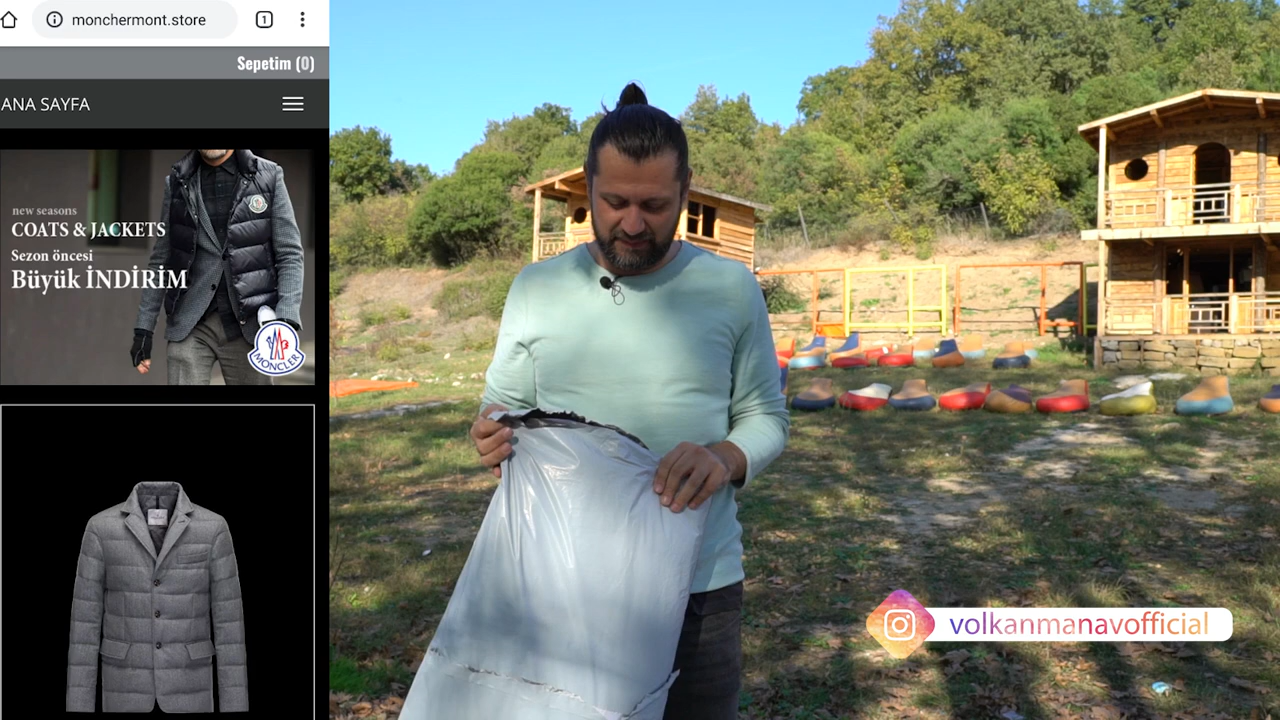 monchermont.store
1
Sepetim (0)
ANA SAYFA
new seasons
COATS & JACKETS
Sezon öncesi
Büyük İNDİRİM
MONCLER
volkanmanavofficial